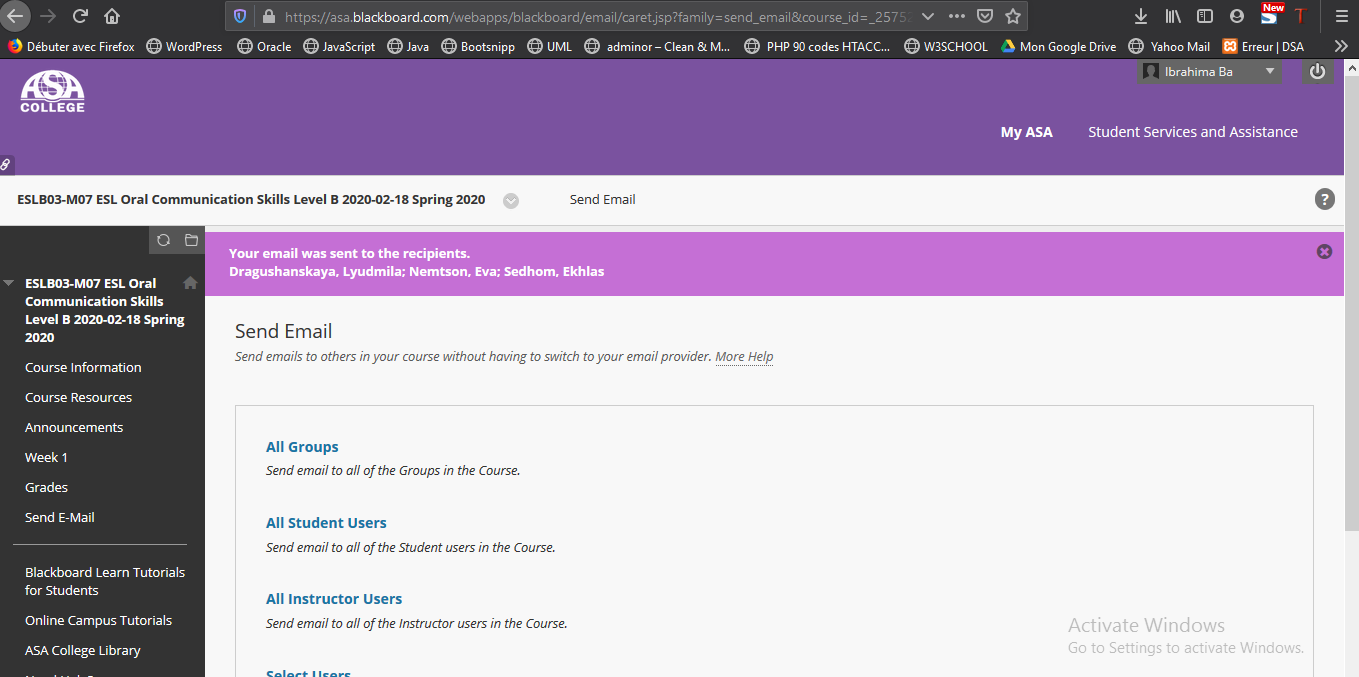 https://asa.blackboard.com/webapps/blackboard/email/caret.jsp?family=send_email&course_id=_2575
New
Débuter avec Firefox WordPress Oracle JavaScript Java Bootsnipp UML adminor – Clean & M... PHP 90 codes HTACC... W3SCHOOL Mon Google Drive Yahoo Mail Erreur | DSA
Ibrahima Ba
ASA
COLLEGE
My ASA Student Services and Assistance
ESLB03-M07 ESL Oral Communication Skills Level B 2020-02-18 Spring 2020 Send Email ?
Your email was sent to the recipients.
Dragushanskaya, Lyudmila; Nemtson, Eva; Sedhom, Ekhlas
ESLB03-M07 ESL Oral
Communication Skills
Level B 2020-02-18 Spring
2020
Course Information
Course Resources
Announcements
Week 1
Grades
Send E-Mail
Blackboard Learn Tutorials
for Students
Online Campus Tutorials
ASA College Library
Send Email
Send emails to others in your course without having to switch to your email provider. More Help
All Groups
Send email to all of the Groups in the Course.
All Student Users
Send email to all of the Student users in the Course.
All Instructor Users
Send email to all of the Instructor users in the Course.
Select Users
Activate Windows
Go to Settings to activate Windows.